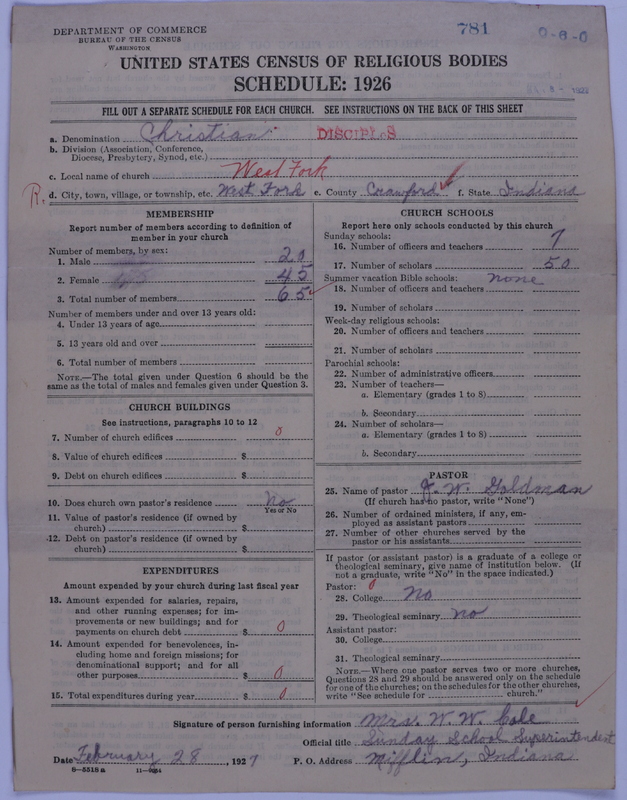 DEPARTMENT OF COMMERCE
BUREAU OF THE CENSUS
WASHINGTON
781
0-6-0
UNITED STATES CENSUS OF RELIGIOUS BODIES
SCHEDULE: 1926
FILL OUT A SEPARATE SCHEDULE FOR EACH CHURCH. SEE INSTRUCTIONS ON THE BACK OF THIS SHEET
a. Denomination Christian DISCIPLS
b. Division (Association, Conference,
Diocese, Presbytery, Synod, etc.)
c. Local name of church West Fork
R. d. City, town, village, or township, etc. West Fork e. County Crawford f. State Indiana
MEMBERSHIP
Report number of members according to definition of
member in your church
Number of members, by sex:
1. Male 20
2. Female 45
3. Total number of members 65
Number of members under and over 13 years old:
4. Under 13 years of age
5. 13 years old and over
6. Total number of members
NOTE.—The total given under Question 6 should be the
same as the total of males and females given under Question 3.
CHURCH BUILDINGS
See instructions, paragraphs 10 to 12
7. Number of church edifices 0
8. Value of church edifices $
9. Debt on church edifices $
10. Does church own pastor's residence No
Yes or No
11. Value of pastor's residence (if owned by
church) $
12. Debt on pastor's residence (if owned by
church) $
EXPENDITURES
Amount expended by your church during last fiscal year
13. Amount expended for salaries, repairs,
and other running expenses; for im-
provements or new buildings; and for
payments on church debt $ 0
14. Amount expended for benevolences, in-
cluding home and foreign missions; for
denominational support; and for all
other purposes $ 0
15. Total expenditures during year $ 0
CHURCH SCHOOLS
Report here only schools conducted by this church
Sunday schools:
16. Number of officers and teachers 7
17. Number of scholars 50
Summer vacation Bible schools: none
18. Number of officers and teachers
19. Number of scholars
Week-day religious schools:
20. Number of officers and teachers
21. Number of scholars
Parochial schools:
22. Number of administrative officers
23. Number of teachers—
a. Elementary (grades 1 to 8)
b. Secondary
24. Number of scholars—
a. Elementary (grades 1 to 8)
b. Secondary
PASTOR
25. Name of pastor W. Goldman
(If church has no pastor, write "None")
26. Number of ordained ministers, if any, em-
ployed as assistant pastors
27. Number of other churches served by the
pastor or his assistants
If pastor (or assistant pastor) is a graduate of a college or
theological seminary, give name of institution below. (If
not a graduate, write "No" in the space indicated.)
Pastor: 0
28. College No
29. Theological seminary No
Assistant pastor:
30. College
31. Theological seminary
NOTE.—Where one pastor serves two or more churches,
Questions 28 and 29 should be answered only on the schedule
for one of the churches; on the schedules for the other churches,
write "See schedule for church."
Signature of person furnishing information Mrs. W. W. Cole
Official title Sunday School Superintendent
Date February 28, 1927 P. O. Address Mifflin, Indiana
8—5518 a